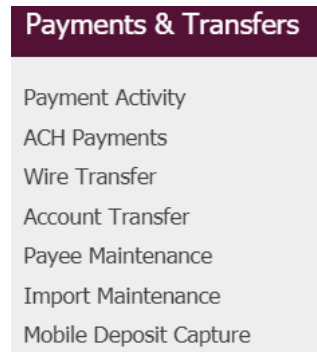 Payments & Transfers
Payment Activity
ACH Payments
Wire Transfer
Account Transfer
Payee Maintenance
Import Maintenance
Mobile Deposit Capture